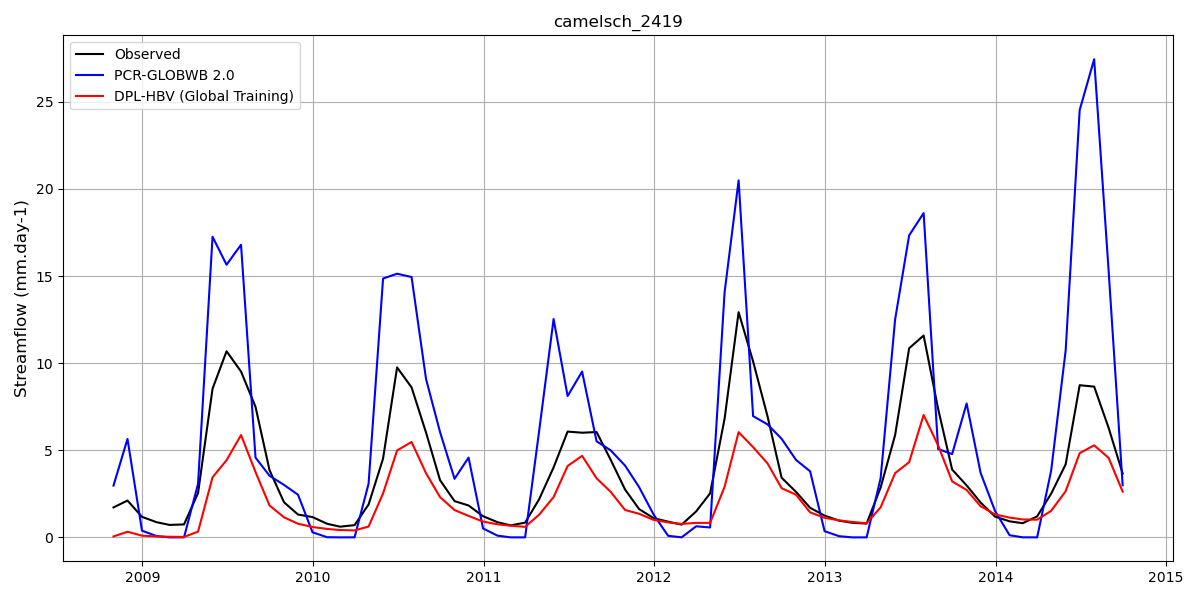 camelsch_2419
Observed
PCR-GLOBWB 2.0
DPL-HBV (Global Training)
Streamflow (mm.day-1)
25
20
15
10
5
0
2009 2010 2011 2012 2013 2014 2015